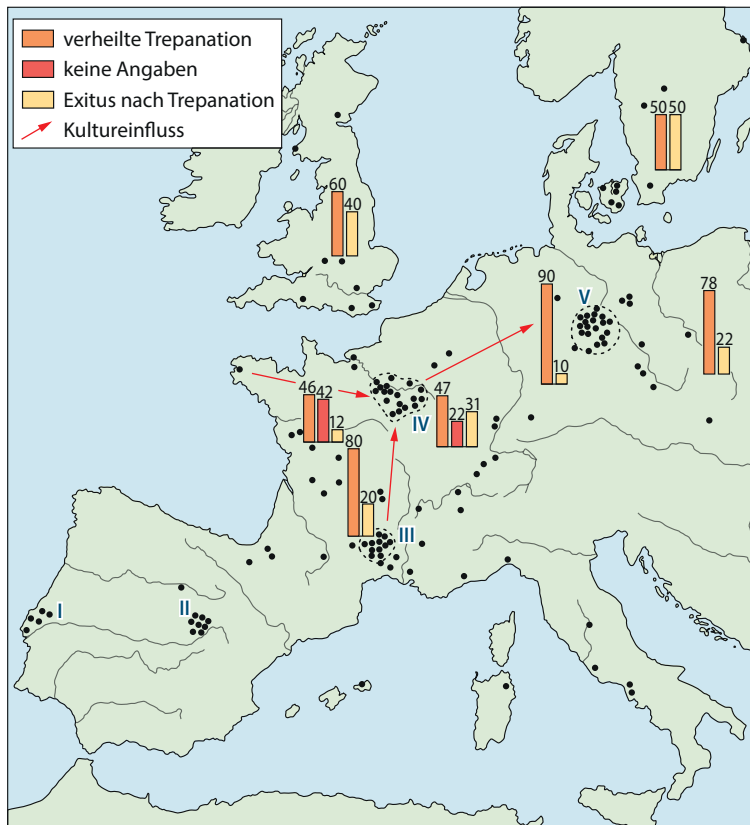 verheilte Trepanation
keine Angaben
Exitus nach Trepanation
Kultureinfluss
50 50
60
40
90
10
V
78
22
46
42
12
47
22
31
IV
80
20
III
I
II